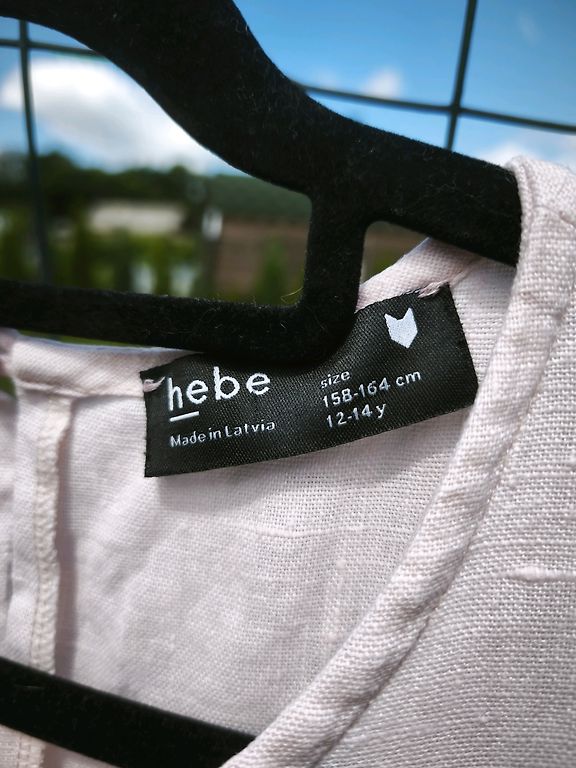 hebe
Made in Latvia
size
158-164 cm
12-14 y